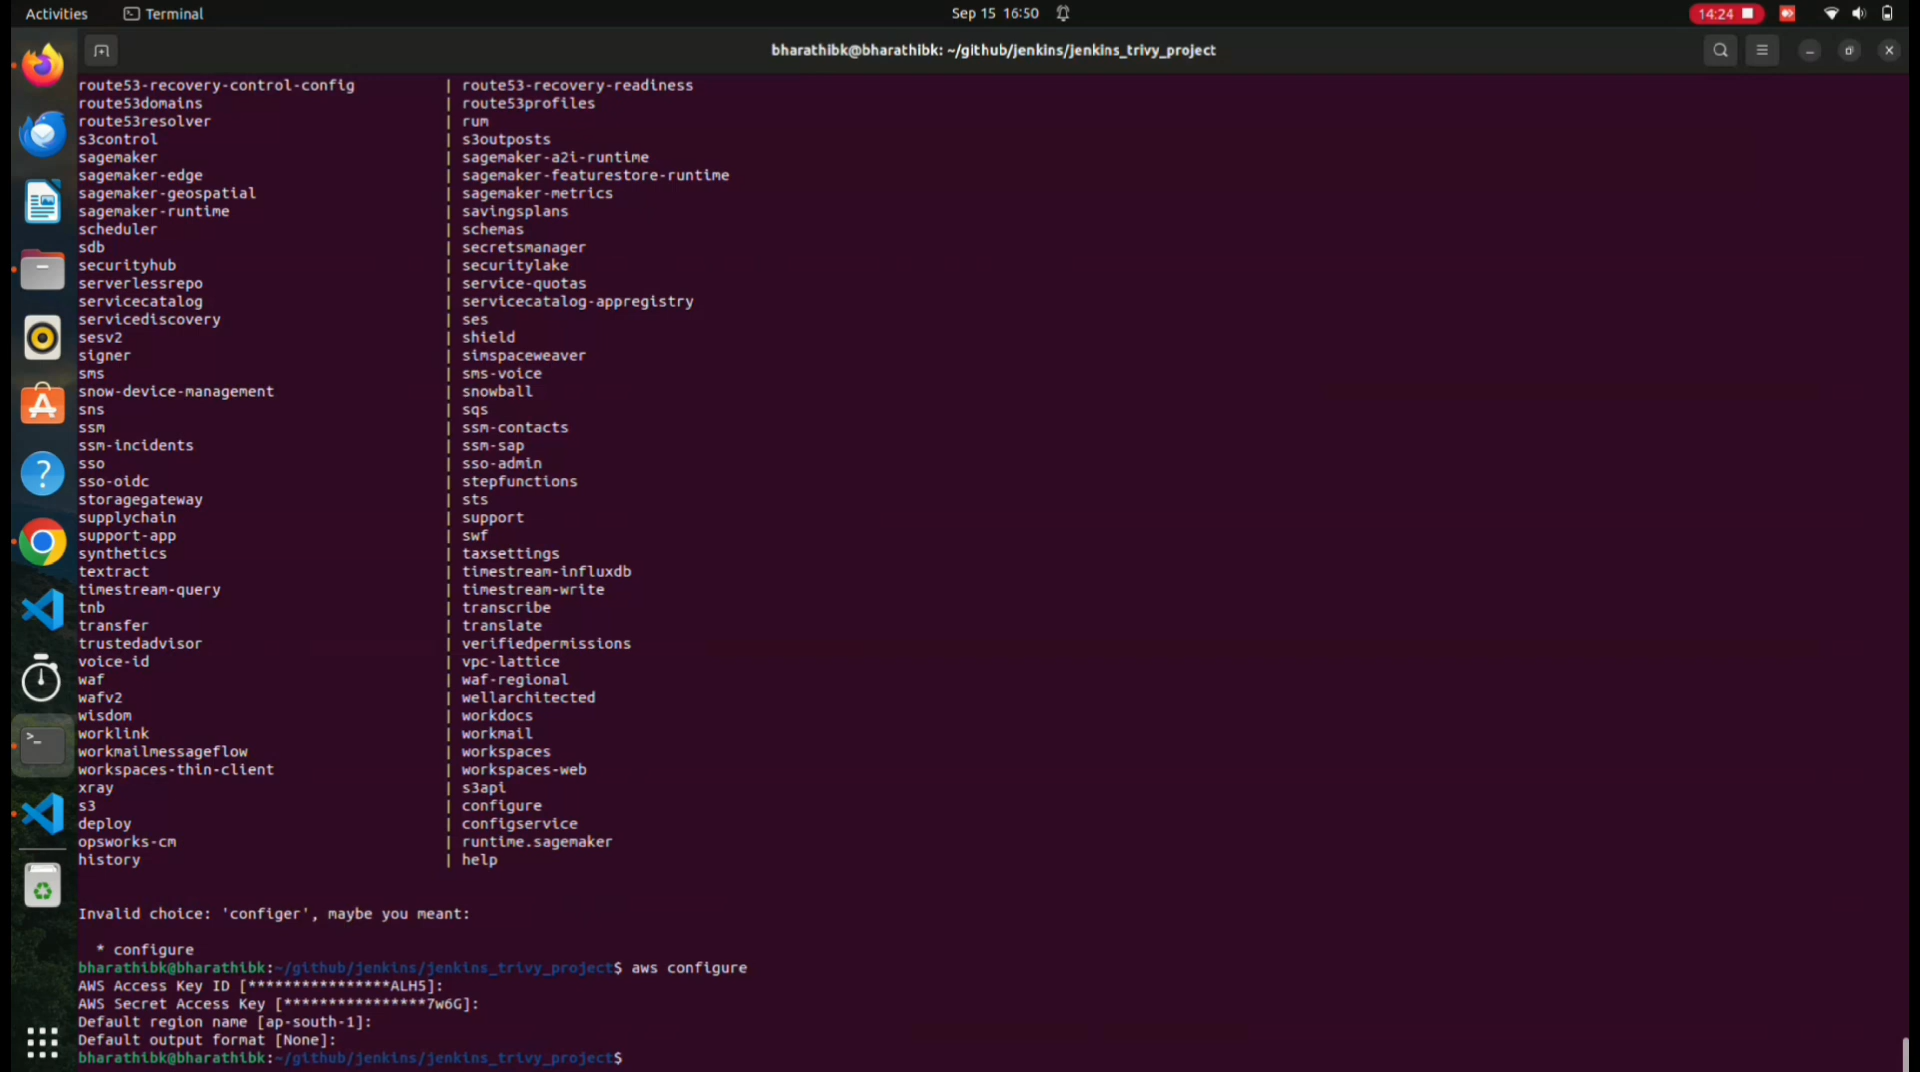 Activities Terminal Sep 15 16:50 14:24
bharathibk@bharathibk: ~/github/jenkins/jenkins_trivy_project
route53-recovery-control-config | route53-recovery-readiness
route53domains | route53profiles
route53resolver | rum
s3control | s3outposts
sagemaker | sagemaker-a2i-runtime
sagemaker-edge | sagemaker-featurestore-runtime
sagemaker-geospatial | sagemaker-metrics
sagemaker-runtime | savingsplans
scheduler | schemas
sdb | secretsmanager
securityhub | securitylake
serverlessrepo | service-quotas
servicecatalog | servicecatalog-appregistry
servicediscovery | ses
sesv2 | shield
signer | simspaceweaver
sms | sms-voice
snow-device-management | snowball
sns | sqs
ssm | ssm-contacts
ssm-incidents | ssm-sap
sso | sso-admin
sso-oidc | stepfunctions
storagegateway | sts
supplychain | support
support-app | swf
synthetics | taxsettings
textract | timestream-influxdb
timestream-query | timestream-write
tnb | transcribe
transfer | translate
trustedadvisor | verifiedpermissions
voice-id | vpc-lattice
waf | waf-regional
wafv2 | wellarchitected
wisdom | workdocs
worklink | workmail
workmailmessageflow | workspaces
workspaces-thin-client | workspaces-web
xray | s3api
s3 | configure
deploy | configservice
opsworks-cm | runtime.sagemaker
history | help
Invalid choice: 'configer', maybe you meant:
* configure
bharathibk@bharathibk:~/github/jenkins/jenkins_trivy_project$ aws configure
AWS Access Key ID [****************ALH5]:
AWS Secret Access Key [****************7w6G]:
Default region name [ap-south-1]:
Default output format [None]:
bharathibk@bharathibk:~/github/jenkins/jenkins_trivy_project$